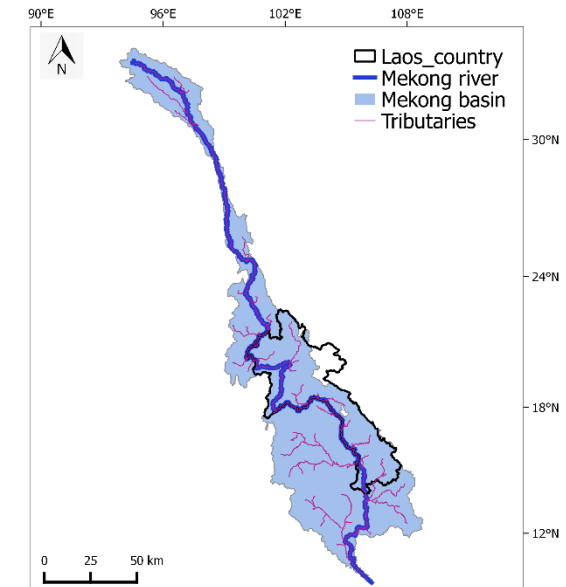 90°E 96°E 102°E 108°E
N
Laos_country
Mekong river
Mekong basin
Tributaries
30°N
24°N
18°N
12°N
0 25 50 km